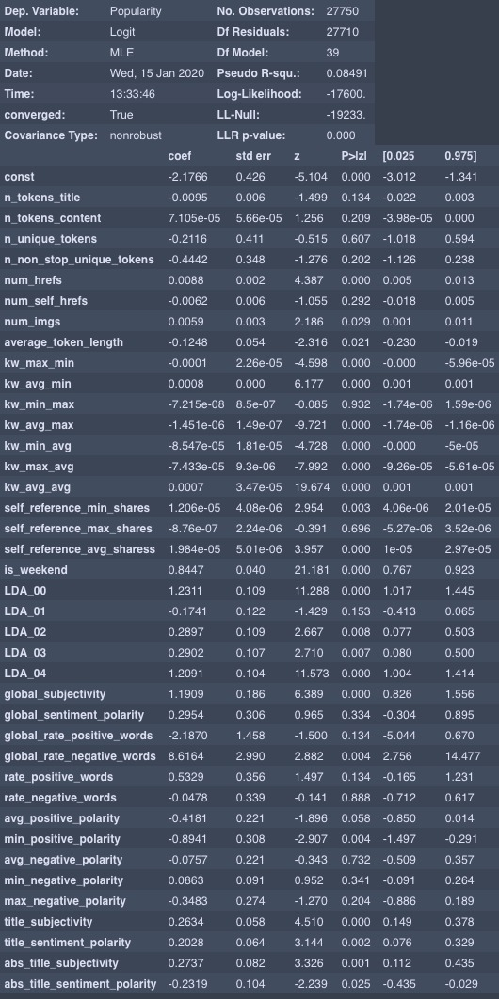 Dep. Variable: Popularity No. Observations: 27750
Model: Logit Df Residuals: 27710
Method: MLE Df Model: 39
Date: Wed, 15 Jan 2020 Pseudo R-squ.: 0.08491
Time: 13:33:46 Log-Likelihood: -17600.
converged: True LL-Null: -19233.
Covariance Type: nonrobust LLR p-value: 0.000
coef std err z P>|z| [0.025 0.975]
const -2.1766 0.426 -5.104 0.000 -3.012 -1.341
n_tokens_title -0.0095 0.006 -1.499 0.134 -0.022 0.003
n_tokens_content 7.105e-05 5.66e-05 1.256 0.209 -3.98e-05 0.000
n_unique_tokens -0.2116 0.411 -0.515 0.607 -1.018 0.594
n_non_stop_unique_tokens -0.4442 0.348 -1.276 0.202 -1.126 0.238
num_hrefs 0.0088 0.002 4.387 0.000 0.005 0.013
num_self_hrefs -0.0062 0.006 -1.055 0.292 -0.018 0.005
num_imgs 0.0059 0.003 2.186 0.029 0.001 0.011
average_token_length -0.1248 0.054 -2.316 0.021 -0.230 -0.019
kw_max_min -0.0001 2.26e-05 -4.598 0.000 -0.000 -5.96e-05
kw_avg_min 0.0008 0.000 6.177 0.000 0.001 0.001
kw_min_max -7.215e-08 8.5e-07 -0.085 0.932 -1.74e-06 1.59e-06
kw_avg_max -1.451e-06 1.49e-07 -9.721 0.000 -1.74e-06 -1.16e-06
kw_min_avg -8.547e-05 1.81e-05 -4.728 0.000 -0.000 -5e-05
kw_max_avg -7.433e-05 9.3e-06 -7.992 0.000 -9.26e-05 -5.61e-05
kw_avg_avg 0.0007 3.47e-05 19.674 0.000 0.001 0.001
self_reference_min_shares 1.206e-05 4.08e-06 2.954 0.003 4.06e-06 2.01e-05
self_reference_max_shares -8.76e-07 2.24e-06 -0.391 0.696 -5.27e-06 3.52e-06
self_reference_avg_sharess 1.984e-05 5.01e-06 3.957 0.000 1e-05 2.97e-05
is_weekend 0.8447 0.040 21.181 0.000 0.767 0.923
LDA_00 1.2311 0.109 11.288 0.000 1.017 1.445
LDA_01 -0.1741 0.122 -1.429 0.153 -0.413 0.065
LDA_02 0.2897 0.109 2.667 0.008 0.077 0.503
LDA_03 0.2902 0.107 2.710 0.007 0.080 0.500
LDA_04 1.2091 0.104 11.573 0.000 1.004 1.414
global_subjectivity 1.1909 0.186 6.389 0.000 0.826 1.556
global_sentiment_polarity 0.2954 0.306 0.965 0.334 -0.304 0.895
global_rate_positive_words -2.1870 1.458 -1.500 0.134 -5.044 0.670
global_rate_negative_words 8.6164 2.990 2.882 0.004 2.756 14.477
rate_positive_words 0.5329 0.356 1.497 0.134 -0.165 1.231
rate_negative_words -0.0478 0.339 -0.141 0.888 -0.712 0.617
avg_positive_polarity -0.4181 0.221 -1.896 0.058 -0.850 0.014
min_positive_polarity -0.8941 0.308 -2.907 0.004 -1.497 -0.291
avg_negative_polarity -0.0757 0.221 -0.343 0.732 -0.509 0.357
min_negative_polarity 0.0863 0.091 0.952 0.341 -0.091 0.264
max_negative_polarity -0.3483 0.274 -1.270 0.204 -0.886 0.189
title_subjectivity 0.2634 0.058 4.510 0.000 0.149 0.378
title_sentiment_polarity 0.2028 0.064 3.144 0.002 0.076 0.329
abs_title_subjectivity 0.2737 0.082 3.326 0.001 0.112 0.435
abs_title_sentiment_polarity -0.2319 0.104 -2.239 0.025 -0.435 -0.029